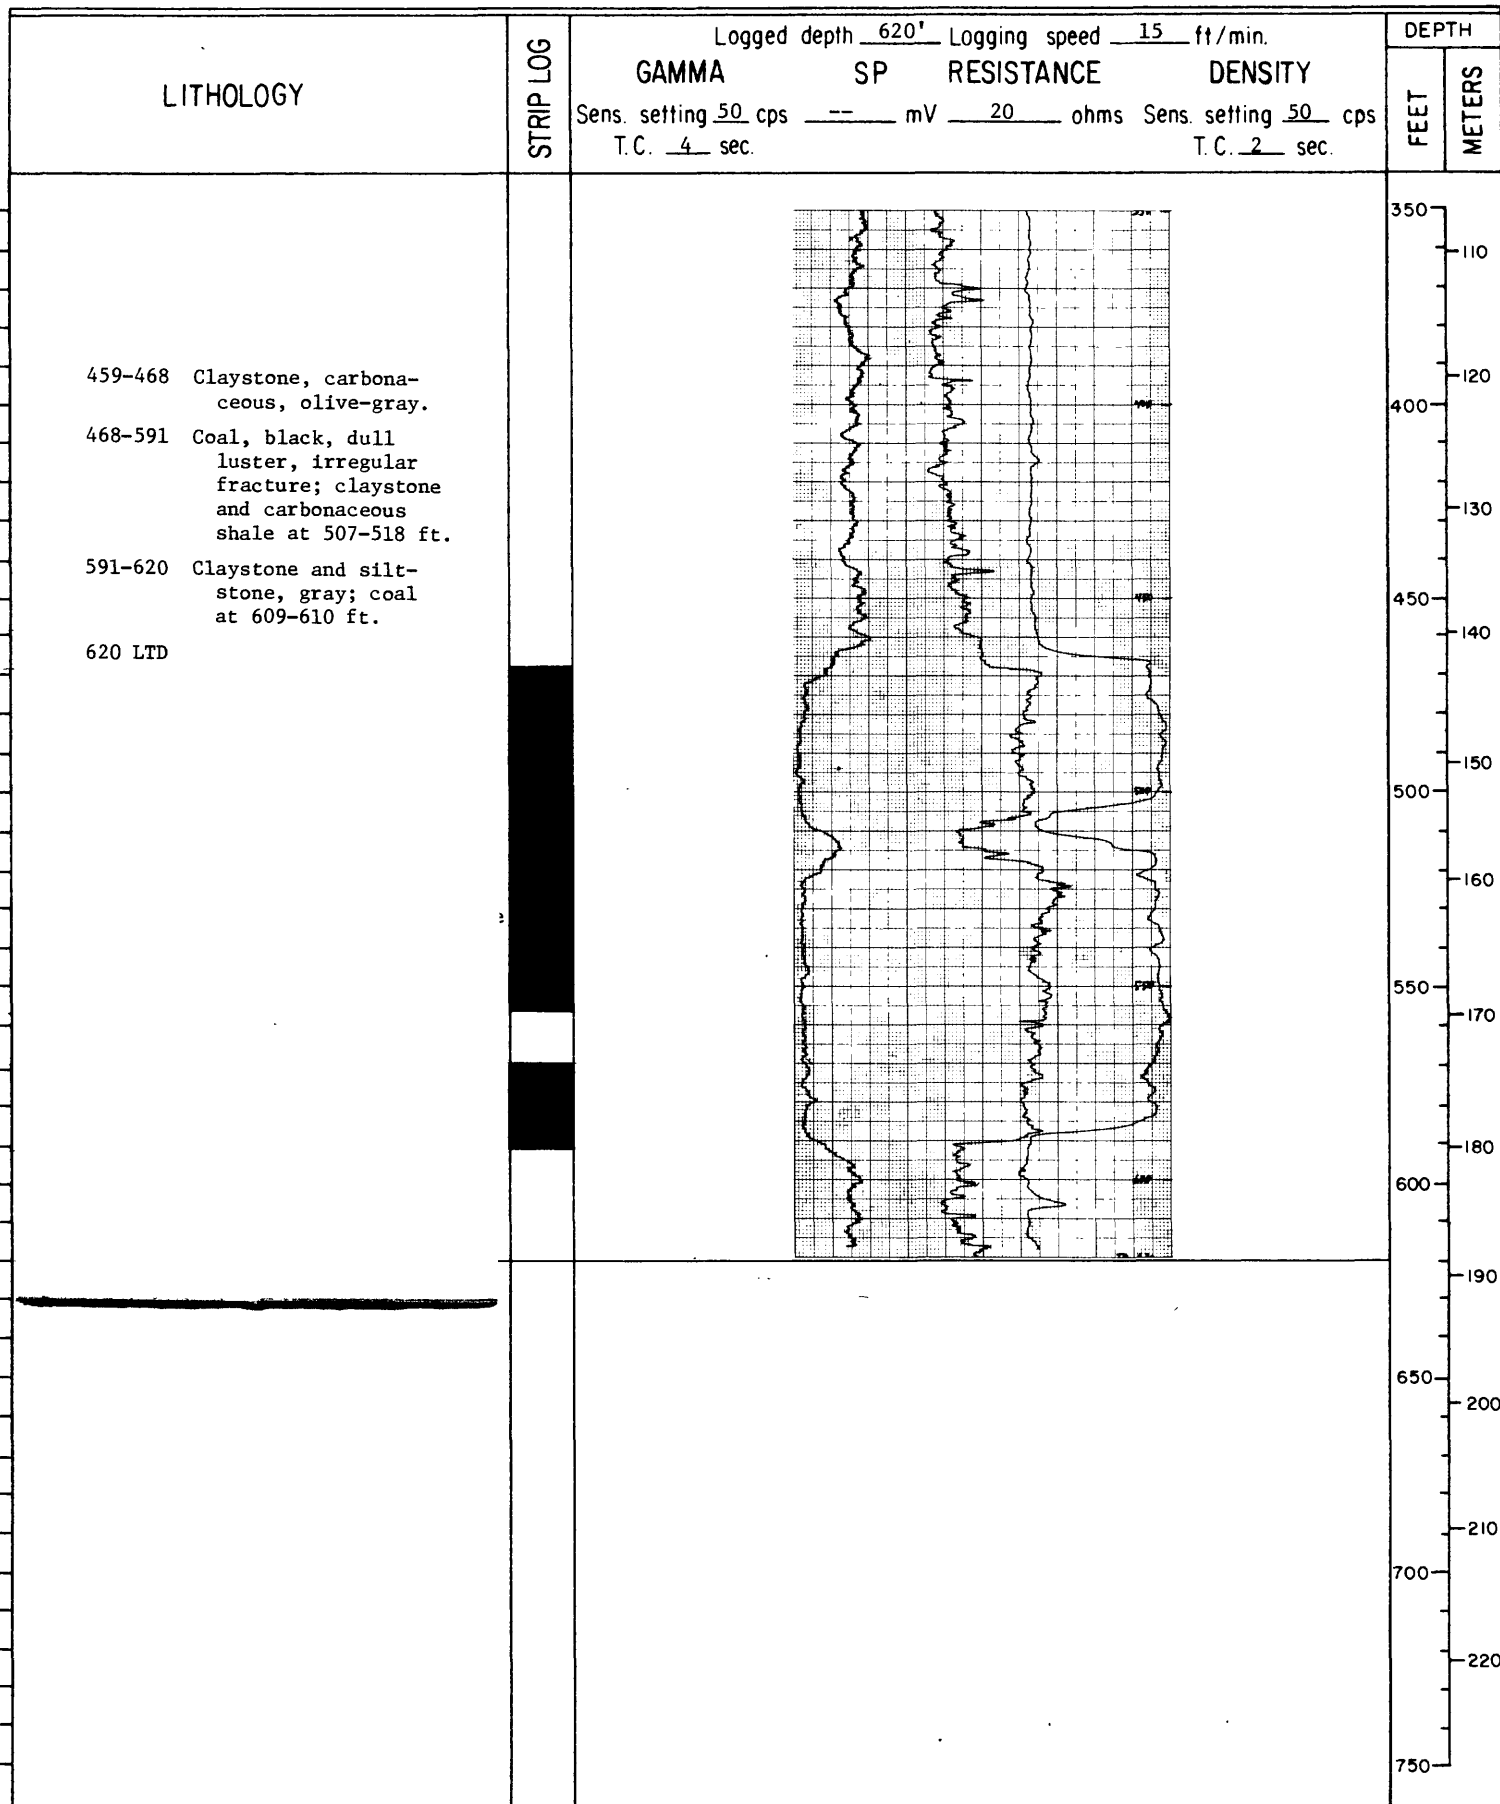 LITHOLOGY
STRIP LOG
Logged depth 620' Logging speed 15 ft/min.
GAMMA SP RESISTANCE DENSITY
Sens. setting 50 cps -- mV 20 ohms Sens. setting 50 cps
T.C. 4 sec. T.C. 2 sec.
DEPTH
FEET
METERS
459-468 Claystone, carbona-
ceous, olive-gray.
468-591 Coal, black, dull
luster, irregular
fracture; claystone
and carbonaceous
shale at 507-518 ft.
591-620 Claystone and silt-
stone, gray; coal
at 609-610 ft.
620 LTD
350
110
120
400
130
450
140
150
500
160
550
170
180
600
190
650
200
210
700
220
750